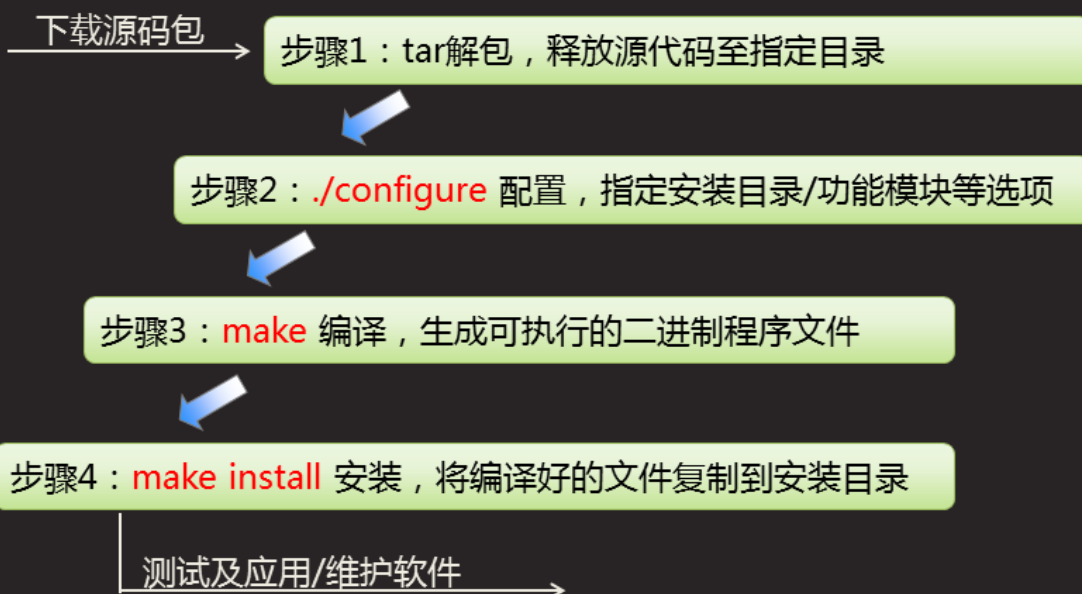 下载源码包
步骤1：tar解包，释放源代码至指定目录
步骤2：./configure 配置，指定安装目录/功能模块等选项
步骤3：make 编译，生成可执行的二进制程序文件
步骤4：make install 安装，将编译好的文件复制到安装目录
测试及应用/维护软件